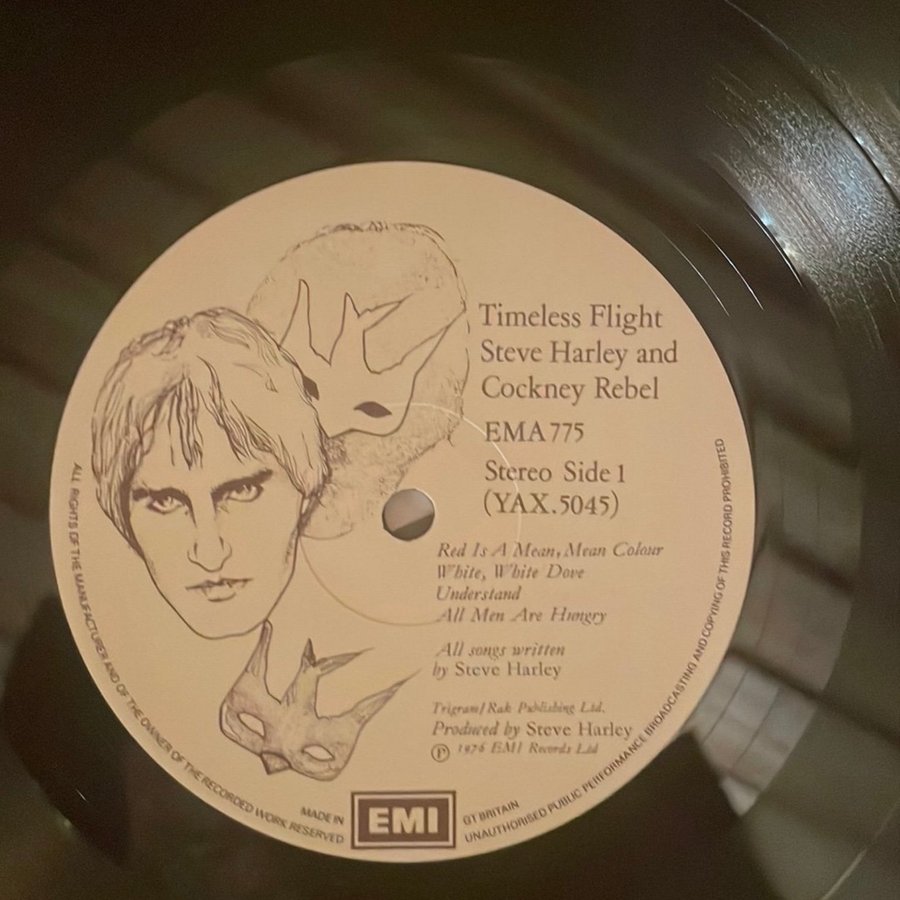 Timeless Flight
Steve Harley and
Cockney Rebel
EMA 775
Stereo Side 1
(YAX.5045)
Red Is A Mean, Mean Colour
White, White Dove
Understand
All Men Are Hungry
All songs written
by Steve Harley
Trigram/Rak Publishing Ltd.
Produced by Steve Harley
Ⓟ 1976 EMI Records Ltd
ALL RIGHTS OF THE MANUFACTURER AND OF THE OWNER OF THE RECORDED WORK RESERVED
UNAUTHORISED PUBLIC PERFORMANCE BROADCASTING AND COPYING OF THIS RECORD PROHIBITED
MADE IN
EMI
GT BRITAIN